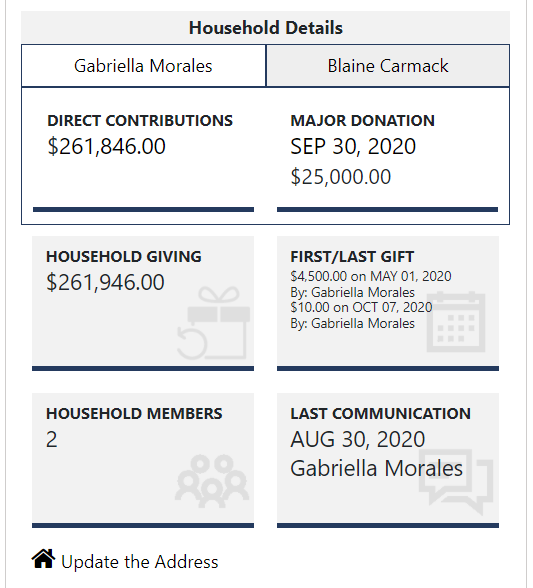 Household Details
Gabriella Morales
Blaine Carmack
DIRECT CONTRIBUTIONS
$261,846.00
MAJOR DONATION
SEP 30, 2020
$25,000.00
HOUSEHOLD GIVING
$261,946.00
FIRST/LAST GIFT
$4,500.00 on MAY 01, 2020
By: Gabriella Morales
$10.00 on OCT 07, 2020
By: Gabriella Morales
HOUSEHOLD MEMBERS
2
LAST COMMUNICATION
AUG 30, 2020
Gabriella Morales
Update the Address